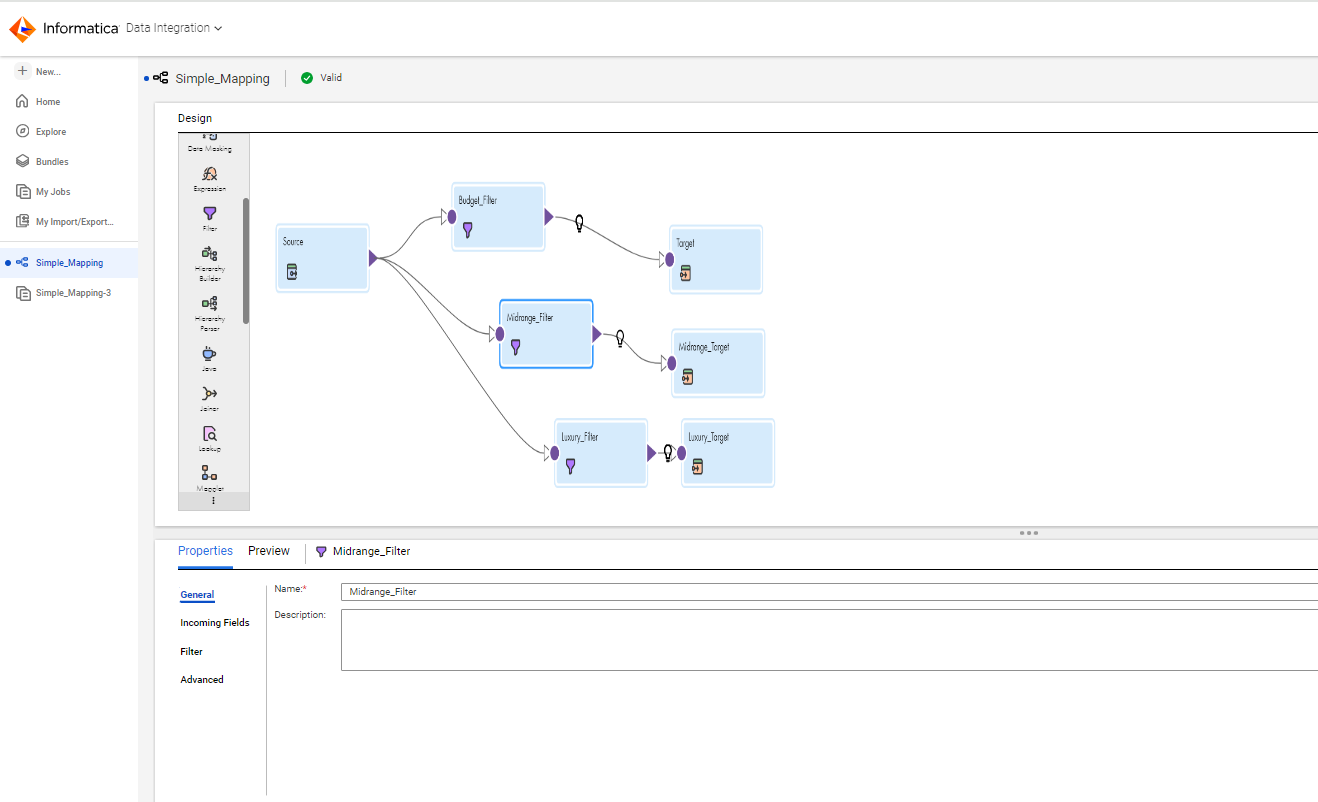 Informatica Data Integration
New...
Home
Explore
Bundles
My Jobs
My Import/Export...
Simple_Mapping
Simple_Mapping-3
Simple_Mapping Valid
Design
Data Masking
Expression
Filter
Hierarchy
Builder
Hierarchy
Parser
Java
Joiner
Lookup
Mapplet
Source
Budget_Filter
Target
Midrange_Filter
Midrange_Target
Luxury_Filter
Luxury_Target
Properties Preview Midrange_Filter
General
Incoming Fields
Filter
Advanced
Name:* Midrange_Filter
Description: